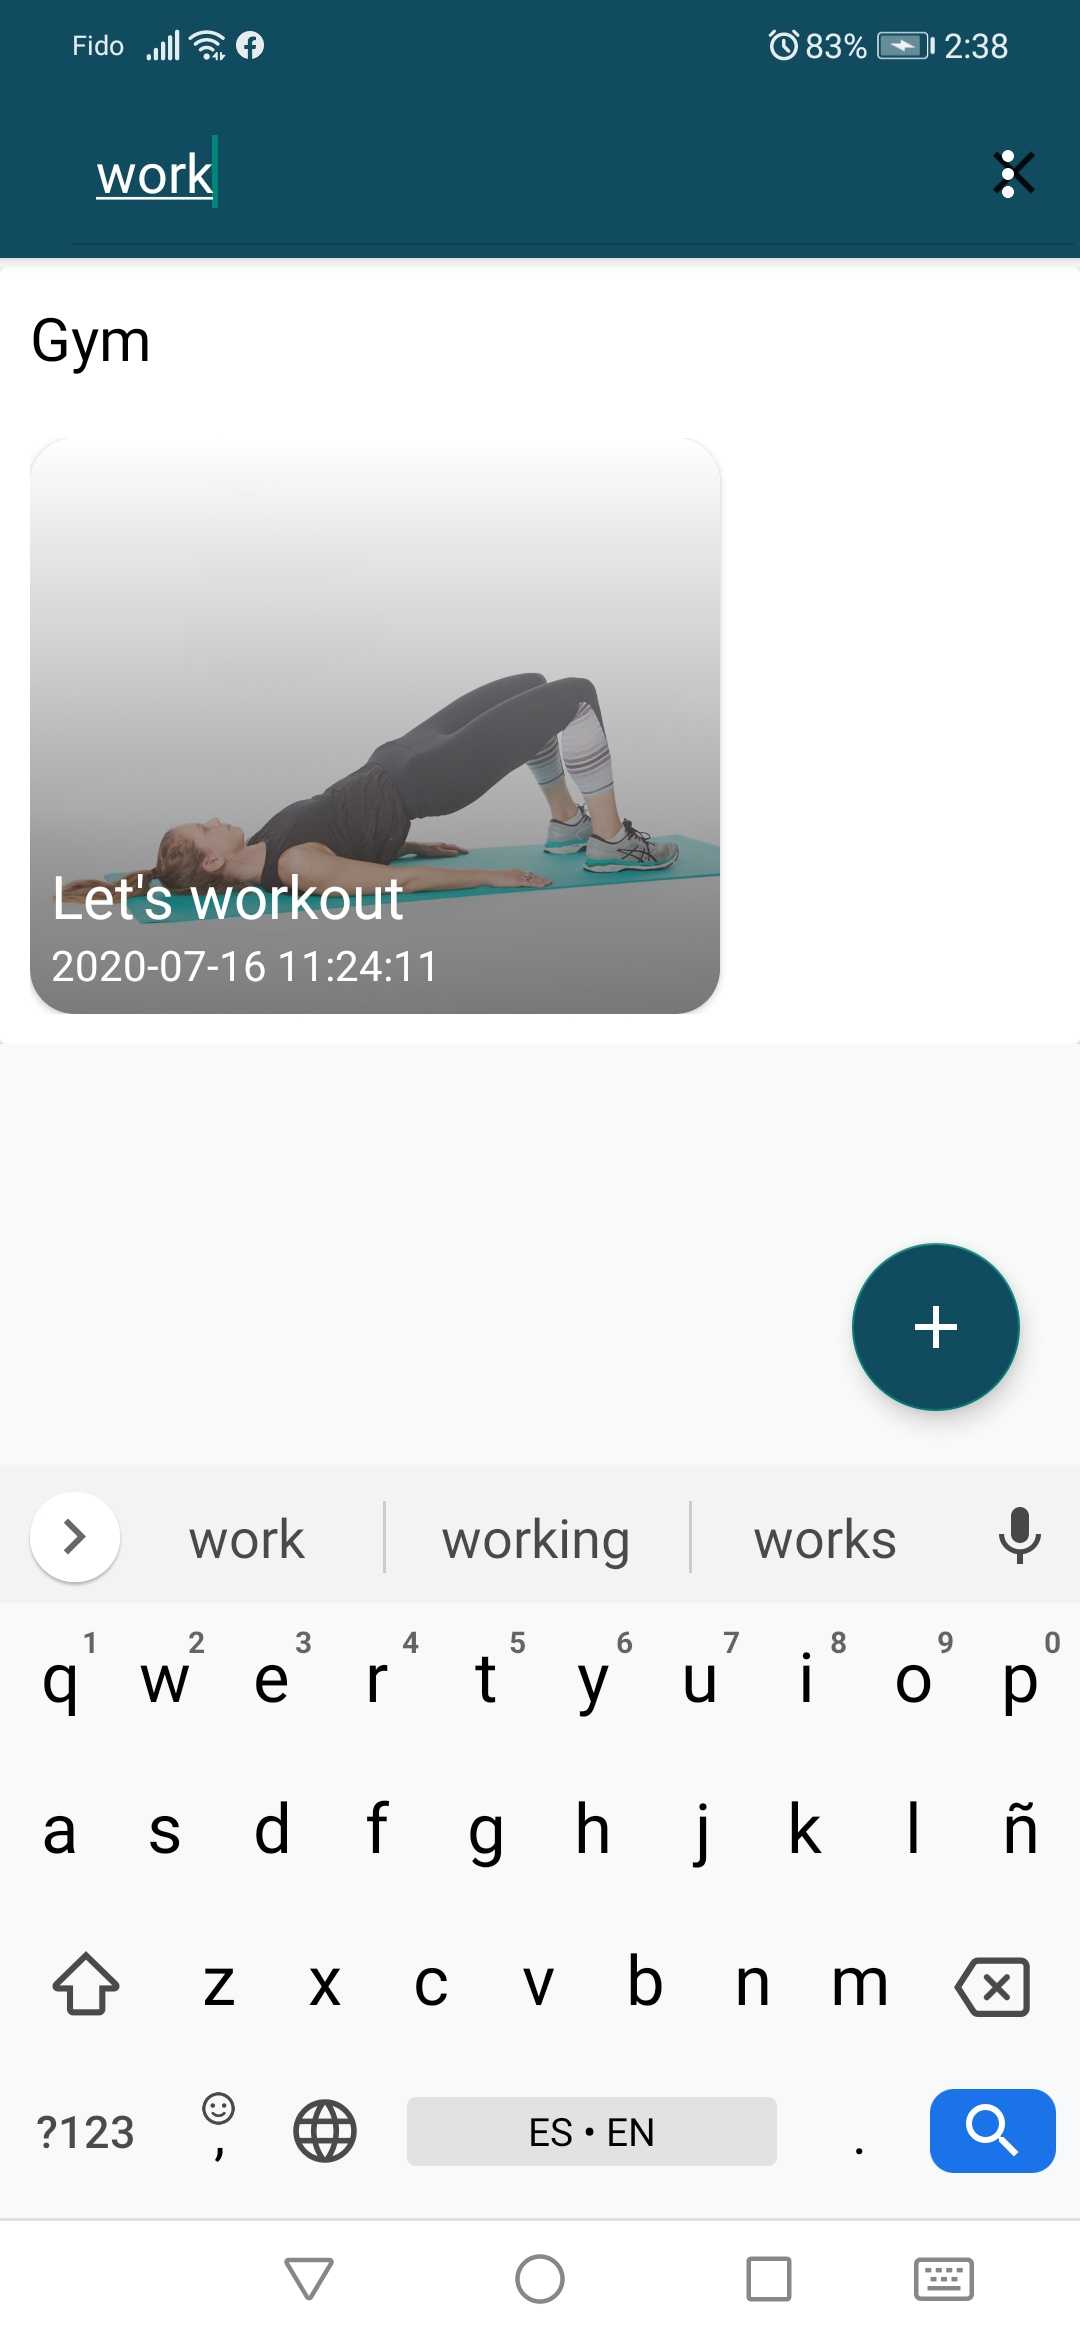 Fido 83% 2:38
work
Gym
Let's workout
2020-07-16 11:24:11
work working works
1 2 3 4 5 6 7 8 9 0
q w e r t y u i o p
a s d f g h j k l ñ
z x c v b n m
?123 , ES • EN .